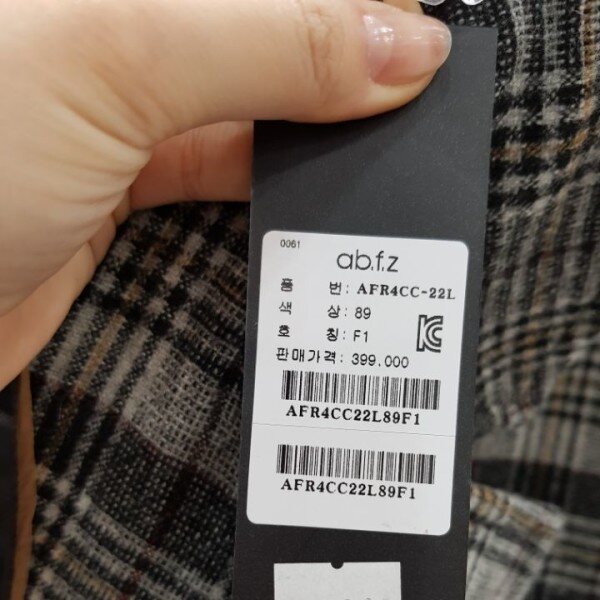 0061
ab.f.z
품 번: AFR4CC-22L
색 상: 89
호 칭: F1
판매가격: 399,000
AFR4CC22L89F1
AFR4CC22L89F1